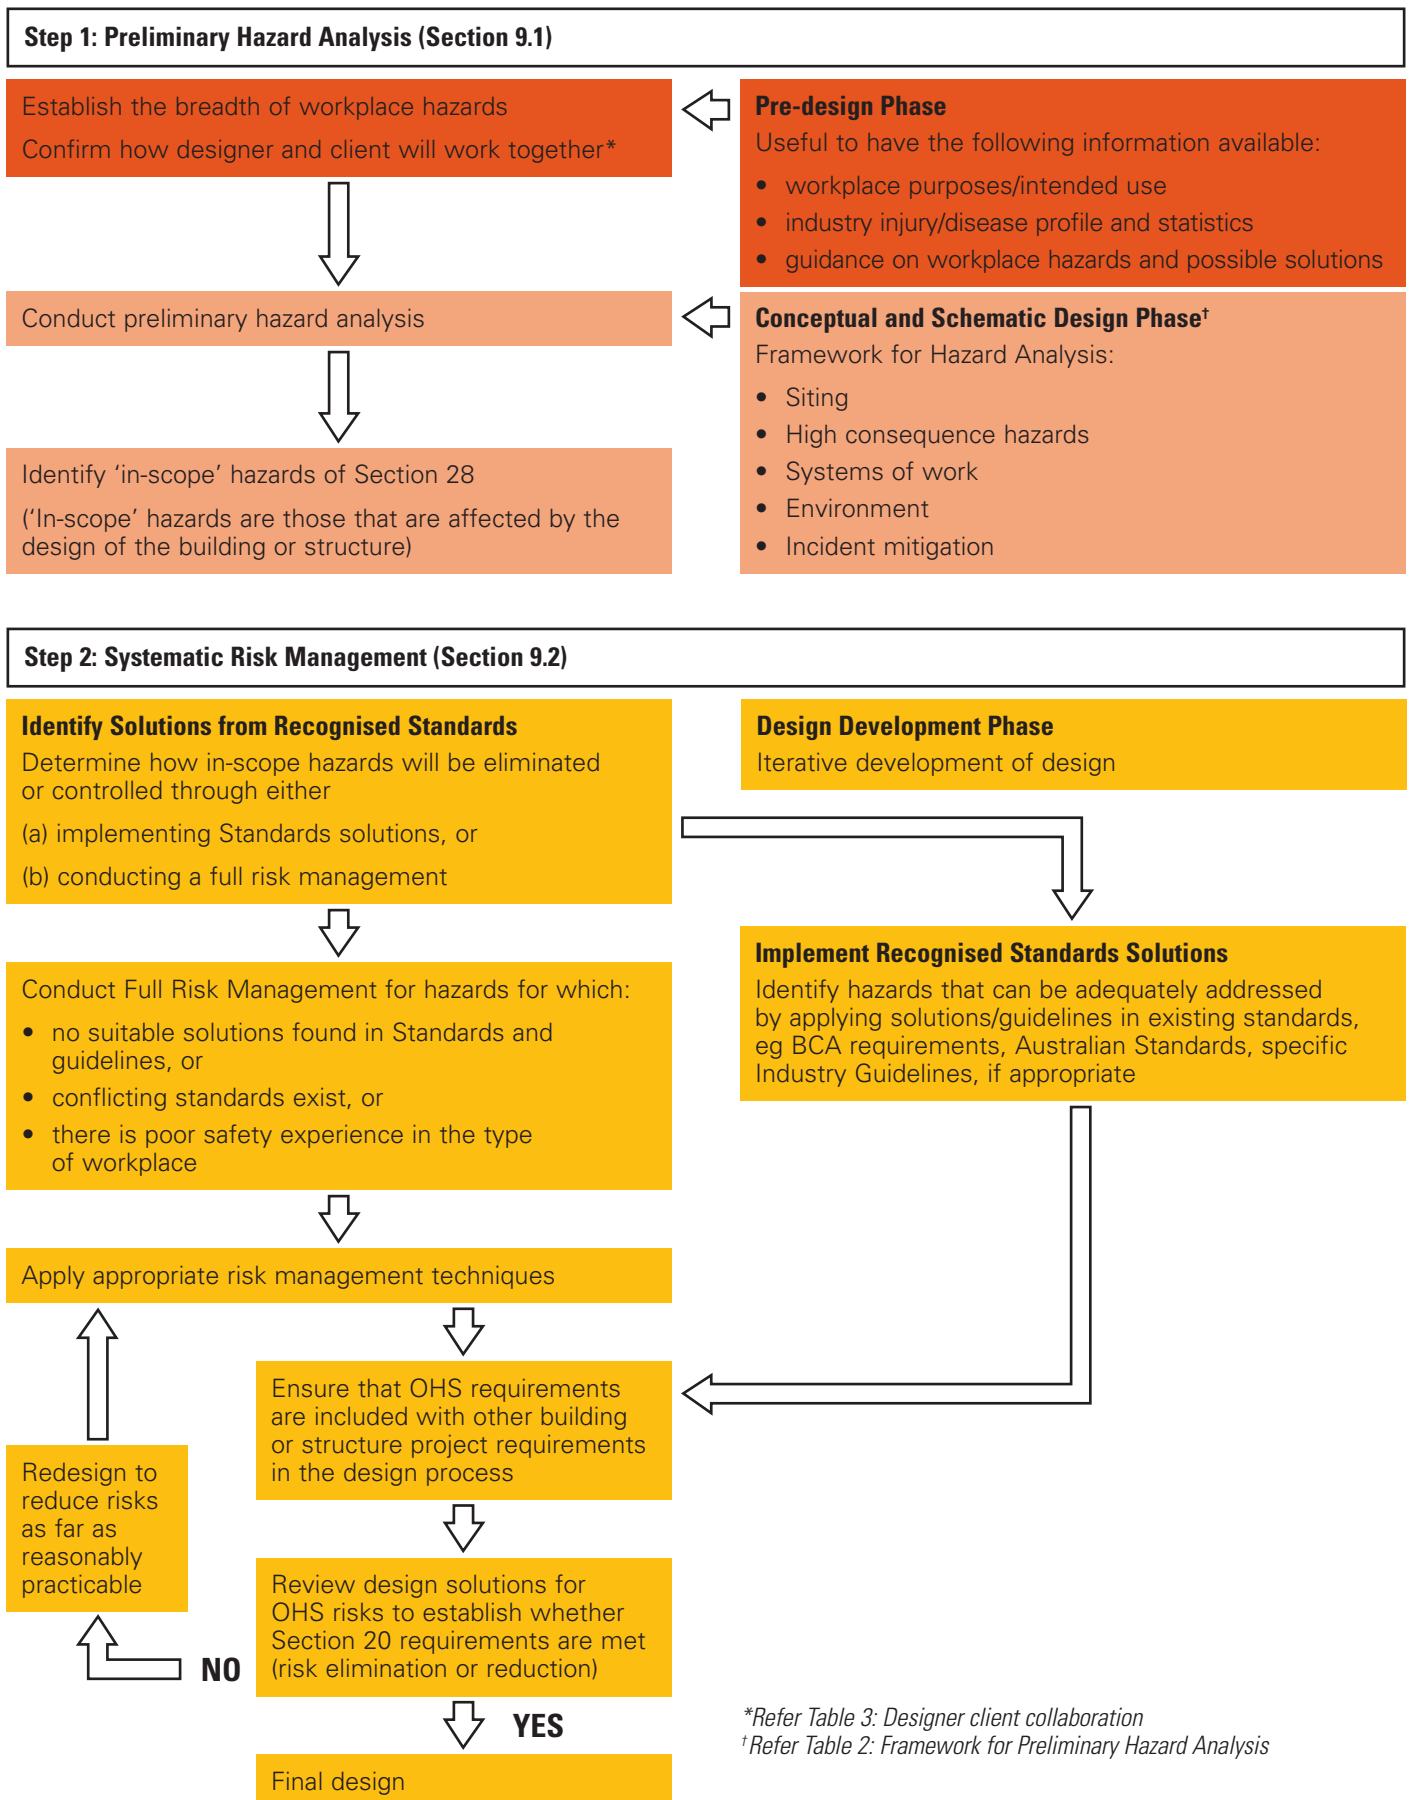 Step 1: Preliminary Hazard Analysis (Section 9.1)
Establish the breadth of workplace hazards
Confirm how designer and client will work together*
Pre-design Phase
Useful to have the following information available:
• workplace purposes/intended use
• industry injury/disease profile and statistics
• guidance on workplace hazards and possible solutions
Conduct preliminary hazard analysis
Conceptual and Schematic Design Phase†
Framework for Hazard Analysis:
• Siting
• High consequence hazards
• Systems of work
• Environment
• Incident mitigation
Identify ‘in-scope’ hazards of Section 28
(‘In-scope’ hazards are those that are affected by the
design of the building or structure)
Step 2: Systematic Risk Management (Section 9.2)
Identify Solutions from Recognised Standards
Determine how in-scope hazards will be eliminated
or controlled through either
(a) implementing Standards solutions, or
(b) conducting a full risk management
Design Development Phase
Iterative development of design
Implement Recognised Standards Solutions
Identify hazards that can be adequately addressed
by applying solutions/guidelines in existing standards,
eg BCA requirements, Australian Standards, specific
Industry Guidelines, if appropriate
Conduct Full Risk Management for hazards for which:
• no suitable solutions found in Standards and
guidelines, or
• conflicting standards exist, or
• there is poor safety experience in the type
of workplace
Apply appropriate risk management techniques
Ensure that OHS requirements
are included with other building
or structure project requirements
in the design process
Redesign to
reduce risks
as far as
reasonably
practicable
Review design solutions for
OHS risks to establish whether
Section 20 requirements are met
(risk elimination or reduction)
NO
YES
Final design
*Refer Table 3: Designer client collaboration
†Refer Table 2: Framework for Preliminary Hazard Analysis